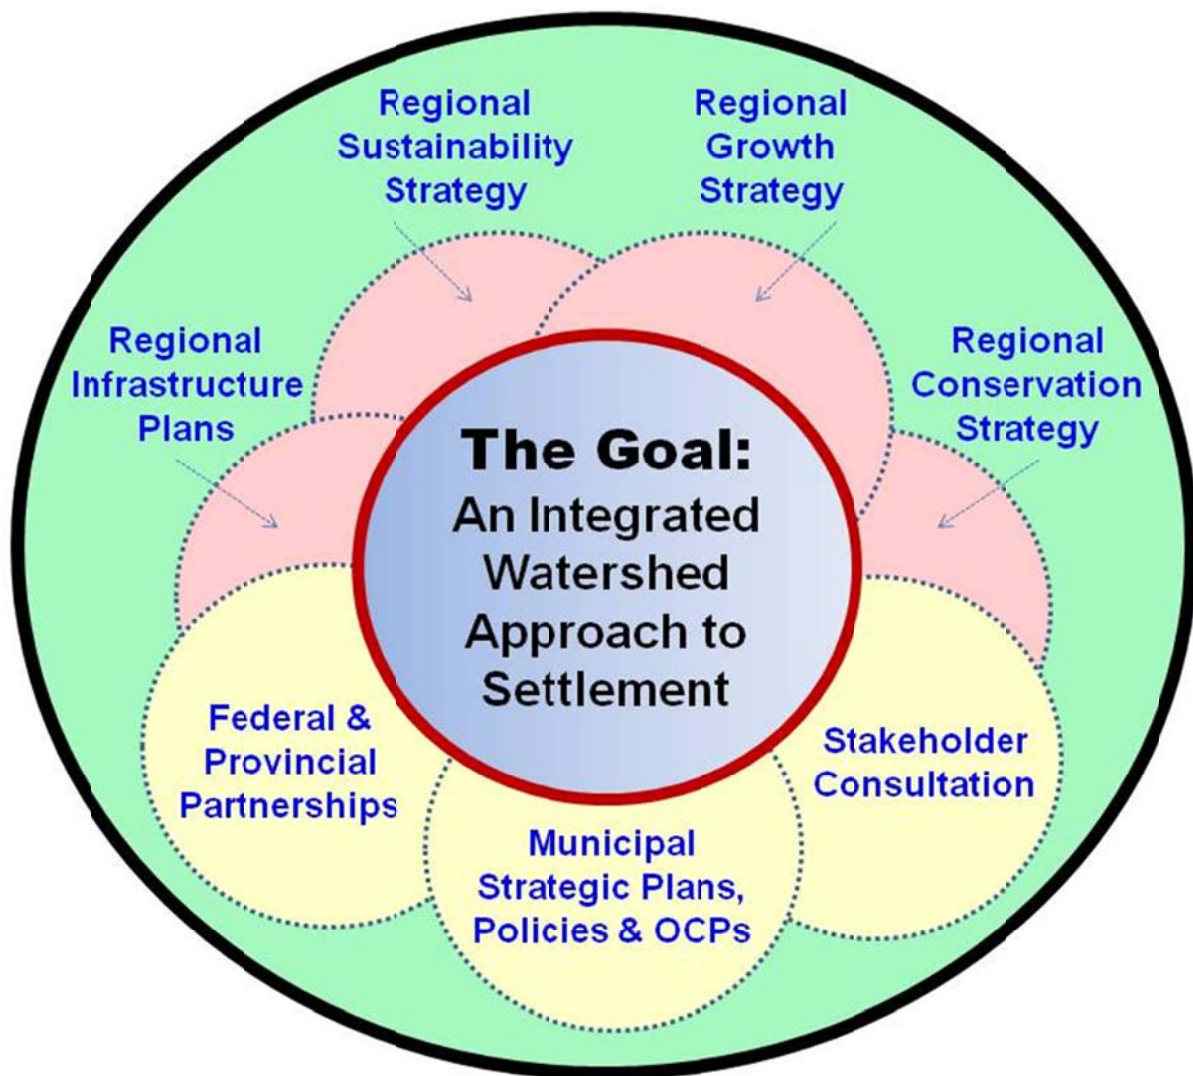 Regional
Sustainability
Strategy
Regional
Growth
Strategy
Regional
Infrastructure
Plans
Regional
Conservation
Strategy
The Goal:
An Integrated
Watershed
Approach to
Settlement
Federal &
Provincial
Partnerships
Municipal
Strategic Plans,
Policies & OCPs
Stakeholder
Consultation